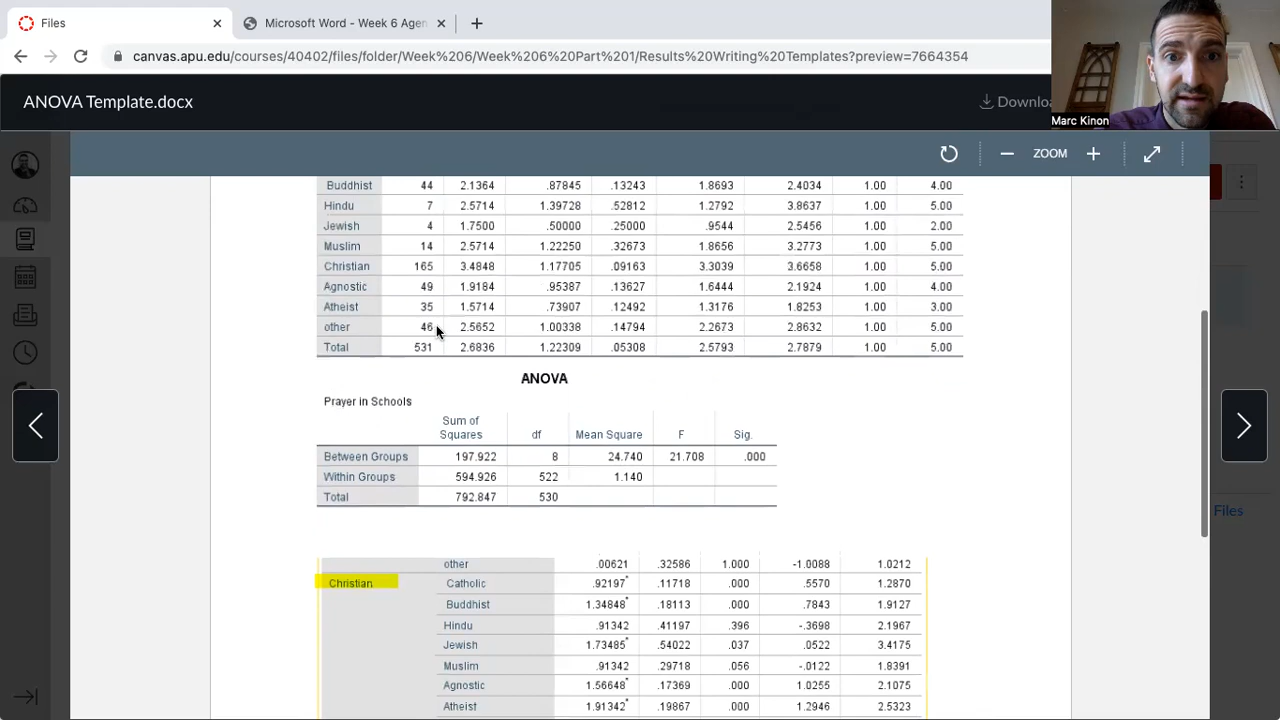 Files
Microsoft Word - Week 6 Agen
canvas.apu.edu/courses/40402/files/folder/Week%206/Week%206%20Part%201/Results%20Writing%20Templates?preview=7664354
ANOVA Template.docx
Downloa
Marc Kinon
ZOOM
Buddhist 44 2.1364 .87845 .13243 1.8693 2.4034 1.00 4.00
Hindu 7 2.5714 1.39728 .52812 1.2792 3.8637 1.00 5.00
Jewish 4 1.7500 .50000 .25000 .9544 2.5456 1.00 2.00
Muslim 14 2.5714 1.22250 .32673 1.8656 3.2773 1.00 5.00
Christian 165 3.4848 1.17705 .09163 3.3039 3.6658 1.00 5.00
Agnostic 49 1.9184 .95387 .13627 1.6444 2.1924 1.00 4.00
Atheist 35 1.5714 .73907 .12492 1.3176 1.8253 1.00 3.00
other 46 2.5652 1.00338 .14794 2.2673 2.8632 1.00 5.00
Total 531 2.6836 1.22309 .05308 2.5793 2.7879 1.00 5.00
ANOVA
Prayer in Schools
Sum of
Squares df Mean Square F Sig.
Between Groups 197.922 8 24.740 21.708 .000
Within Groups 594.926 522 1.140
Total 792.847 530
Files
other .00621 .32586 1.000 -1.0088 1.0212
Christian Catholic .92197* .11718 .000 .5570 1.2870
Buddhist 1.34848* .18113 .000 .7843 1.9127
Hindu .91342 .41197 .396 -.3698 2.1967
Jewish 1.73485* .54022 .037 .0522 3.4175
Muslim .91342 .29718 .056 -.0122 1.8391
Agnostic 1.56648* .17369 .000 1.0255 2.1075
Atheist 1.91342* .19867 .000 1.2946 2.5323